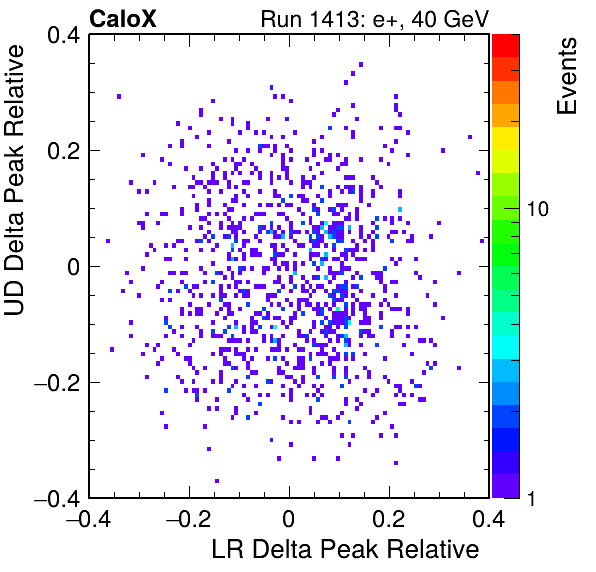 CaloX Run 1413: e+, 40 GeV
UD Delta Peak Relative
0.4
0.2
0
−0.2
−0.4
−0.4 −0.2 0 0.2 0.4
LR Delta Peak Relative
Events
10
1